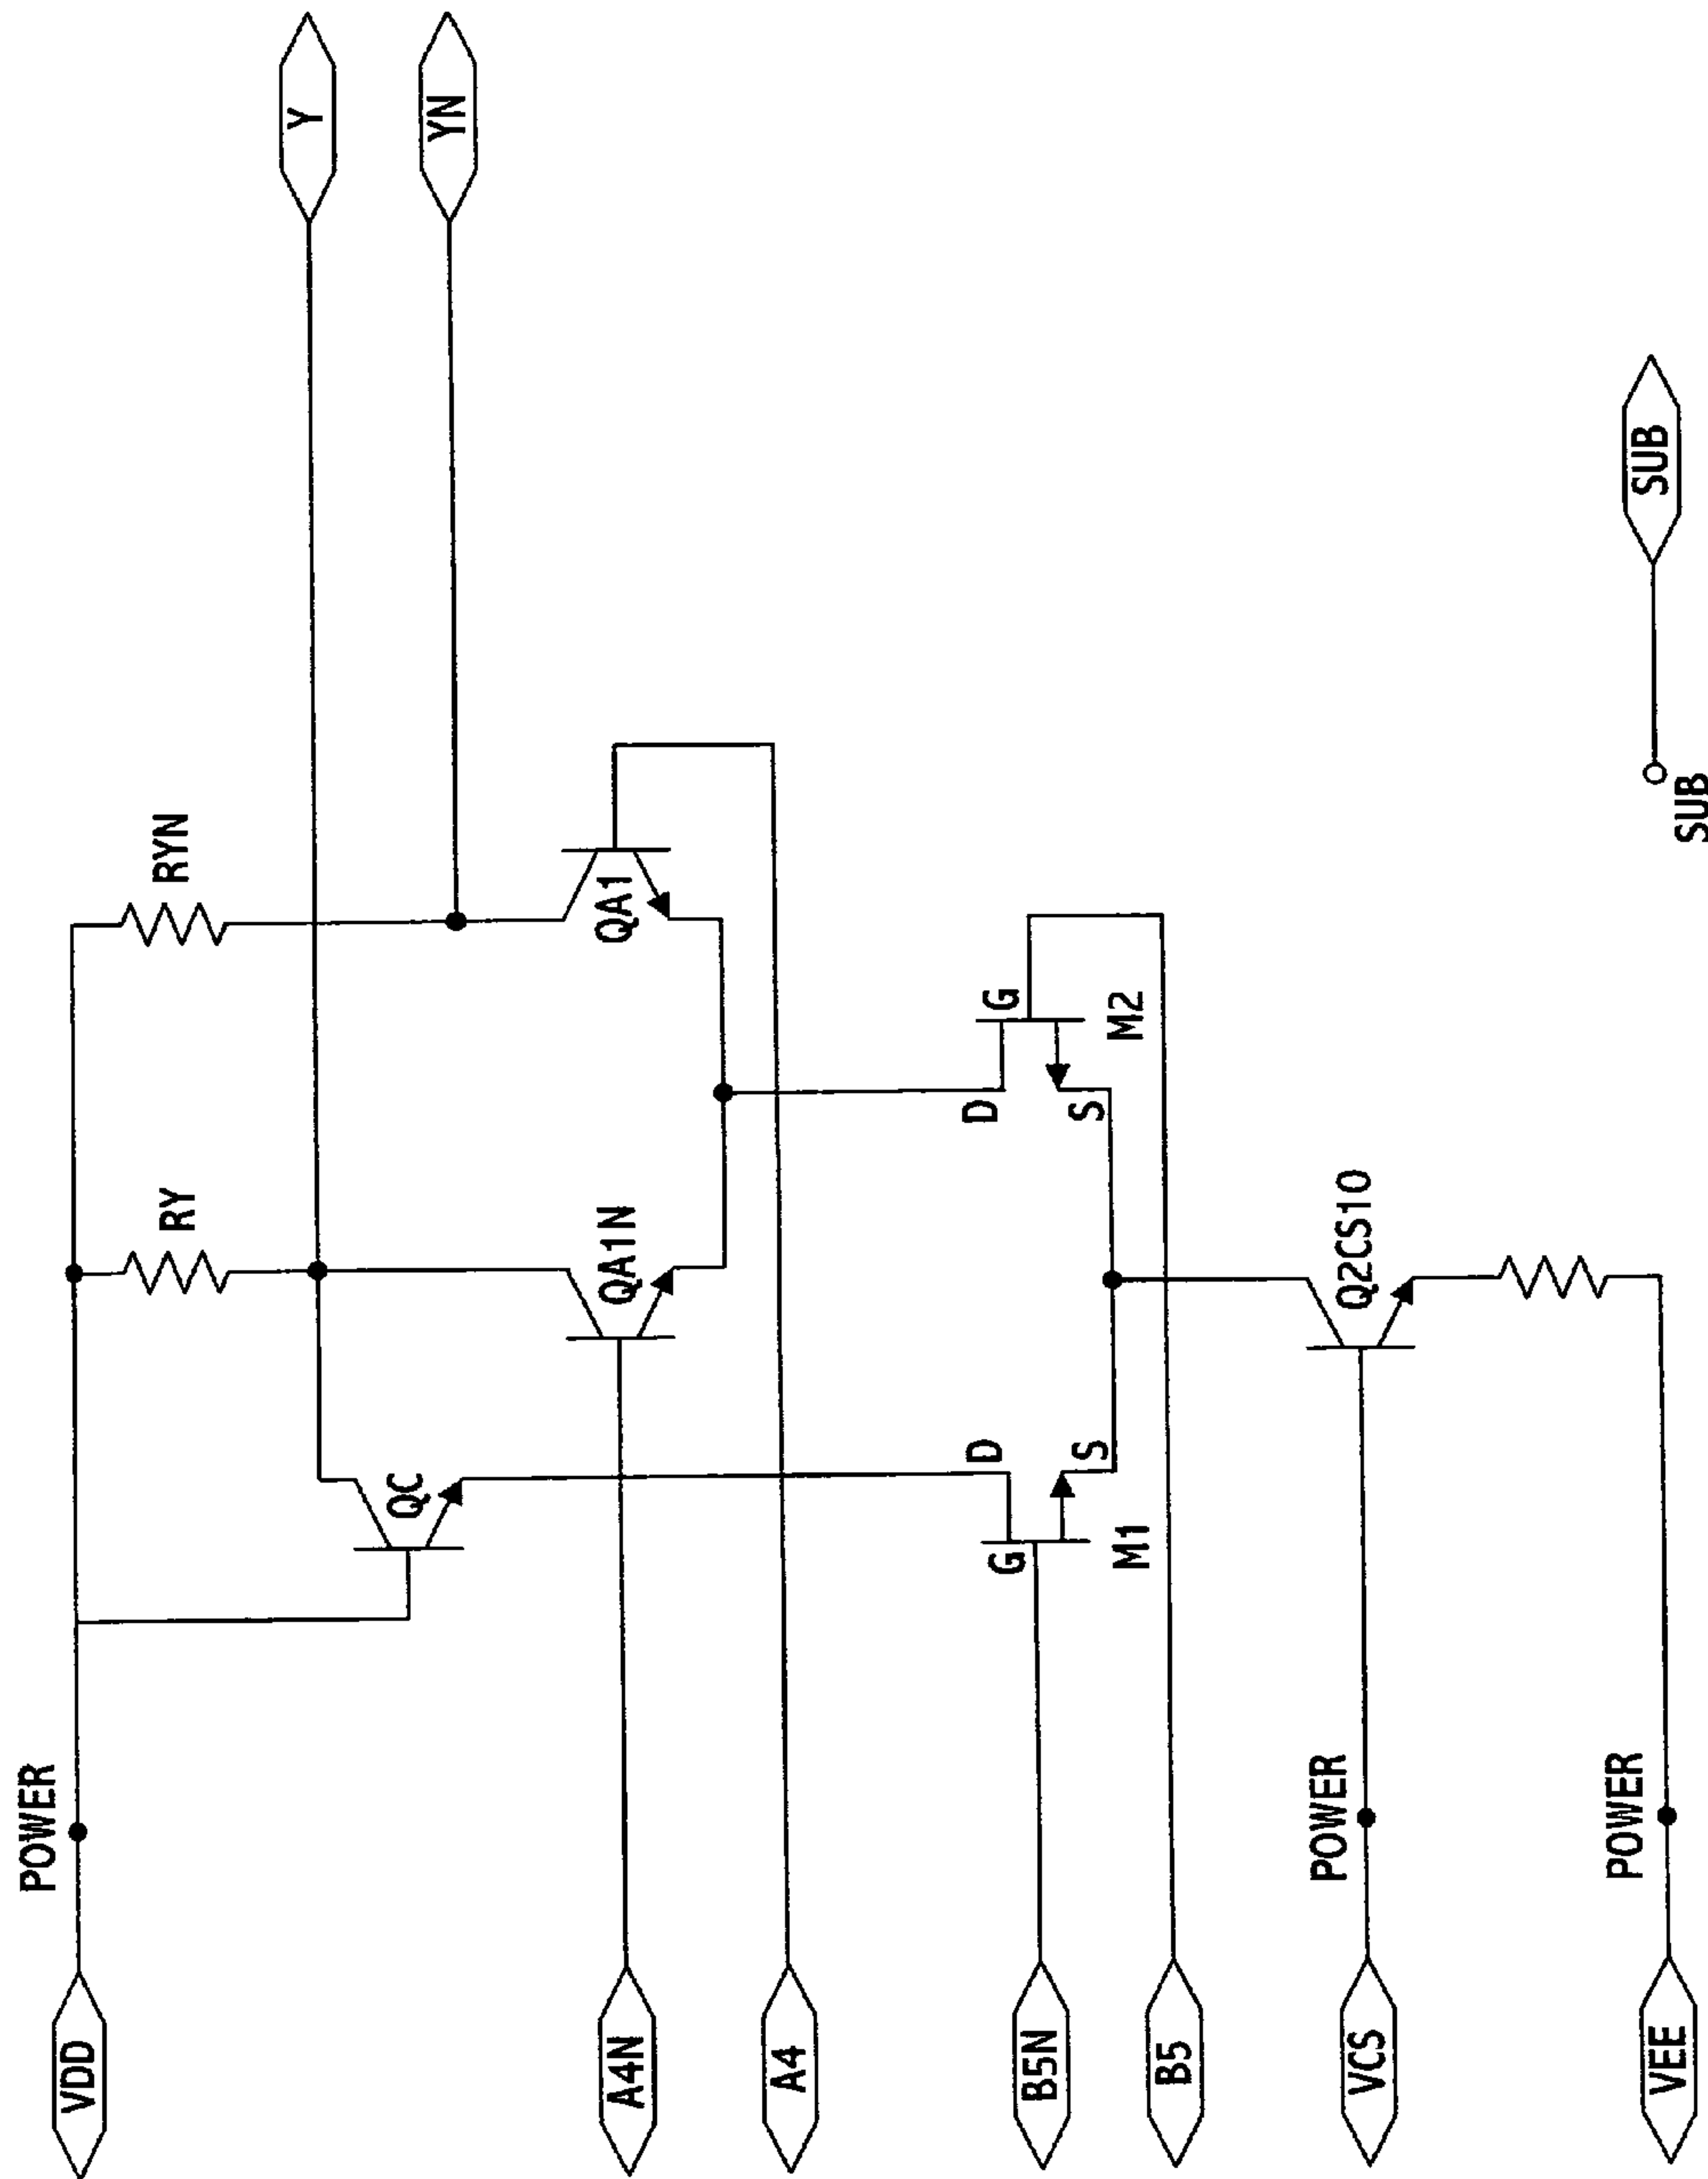 POWER
VDD
RY
RYN
Y
YN
QC
QA1N
QA1
A4N
A4
D
G
S
M1
D
G
S
M2
B5N
B5
Q2CS10
POWER
VCS
POWER
VEE
SUB
SUB